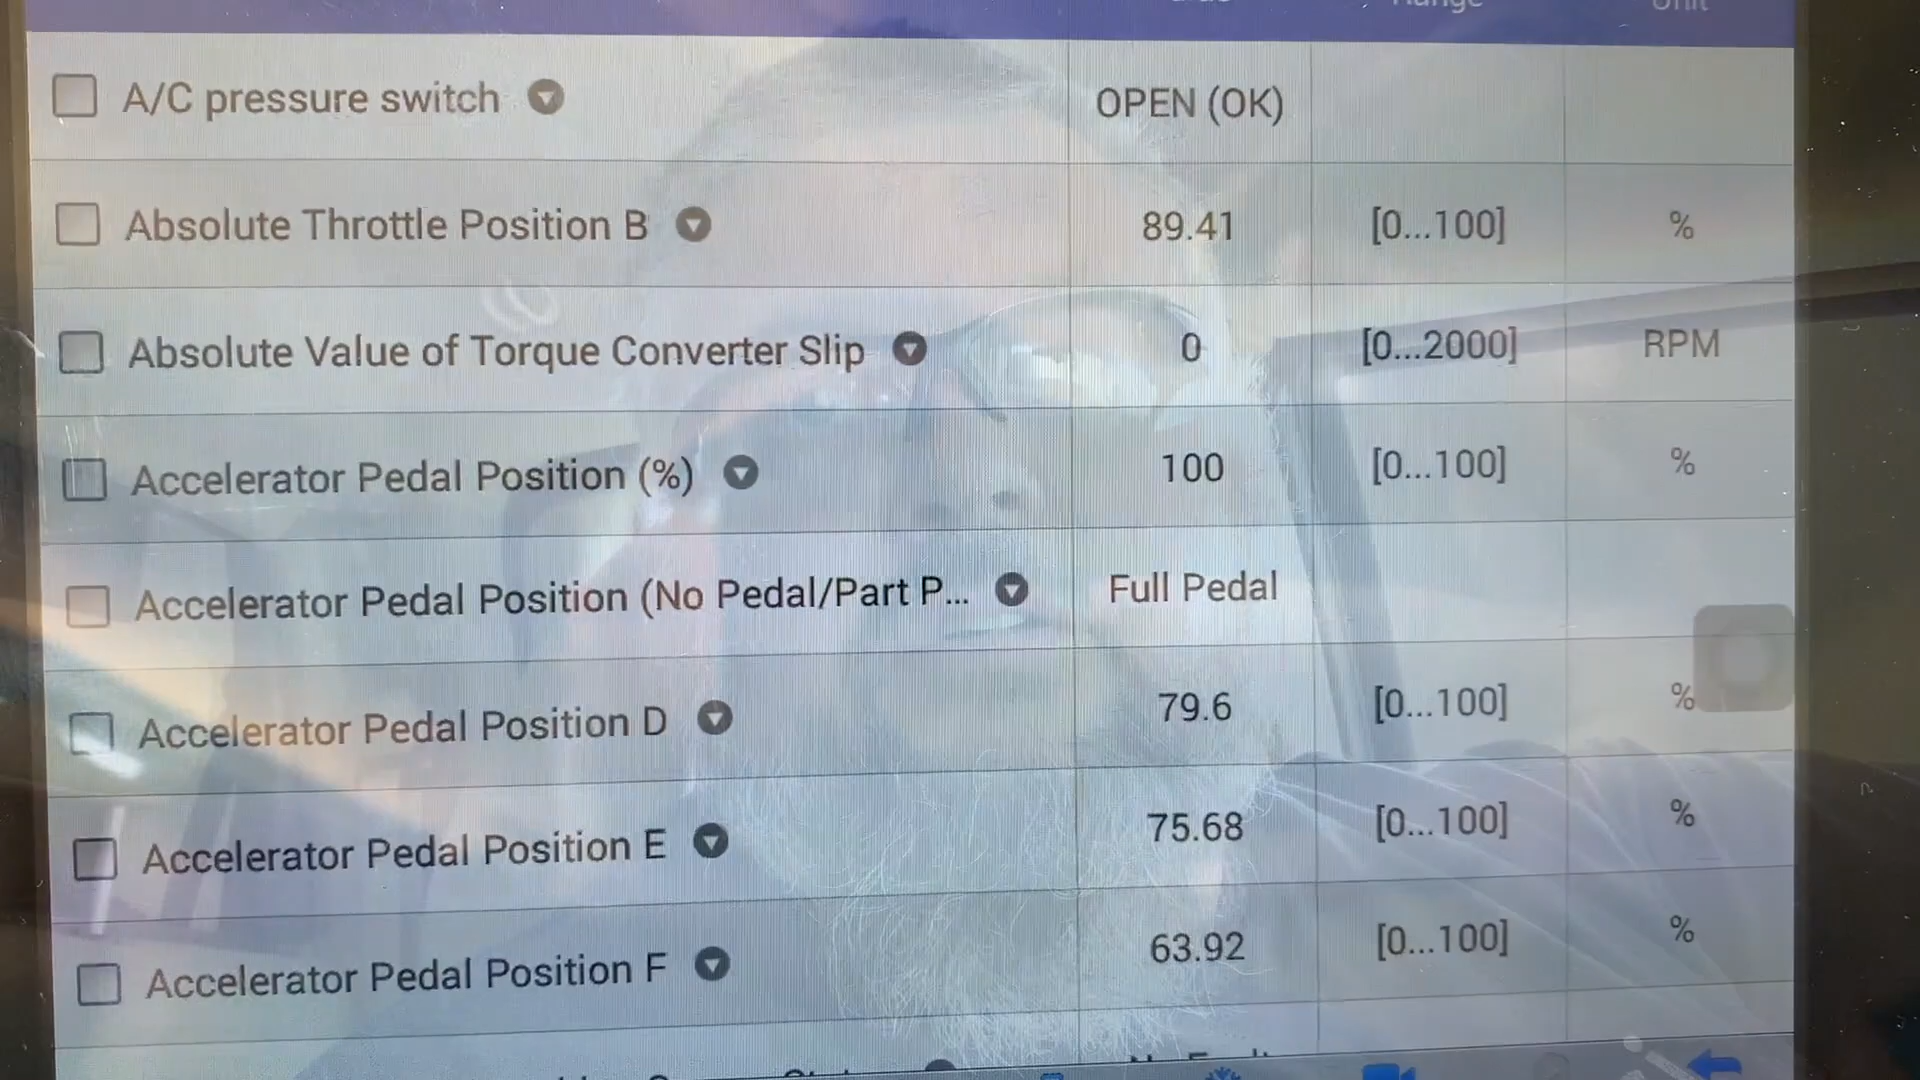 Range Unit
A/C pressure switch OPEN (OK)
Absolute Throttle Position B 89.41 [0...100] %
Absolute Value of Torque Converter Slip 0 [0...2000] RPM
Accelerator Pedal Position (%) 100 [0...100] %
Accelerator Pedal Position (No Pedal/Part P... Full Pedal
Accelerator Pedal Position D 79.6 [0...100] %
Accelerator Pedal Position E 75.68 [0...100] %
Accelerator Pedal Position F 63.92 [0...100] %